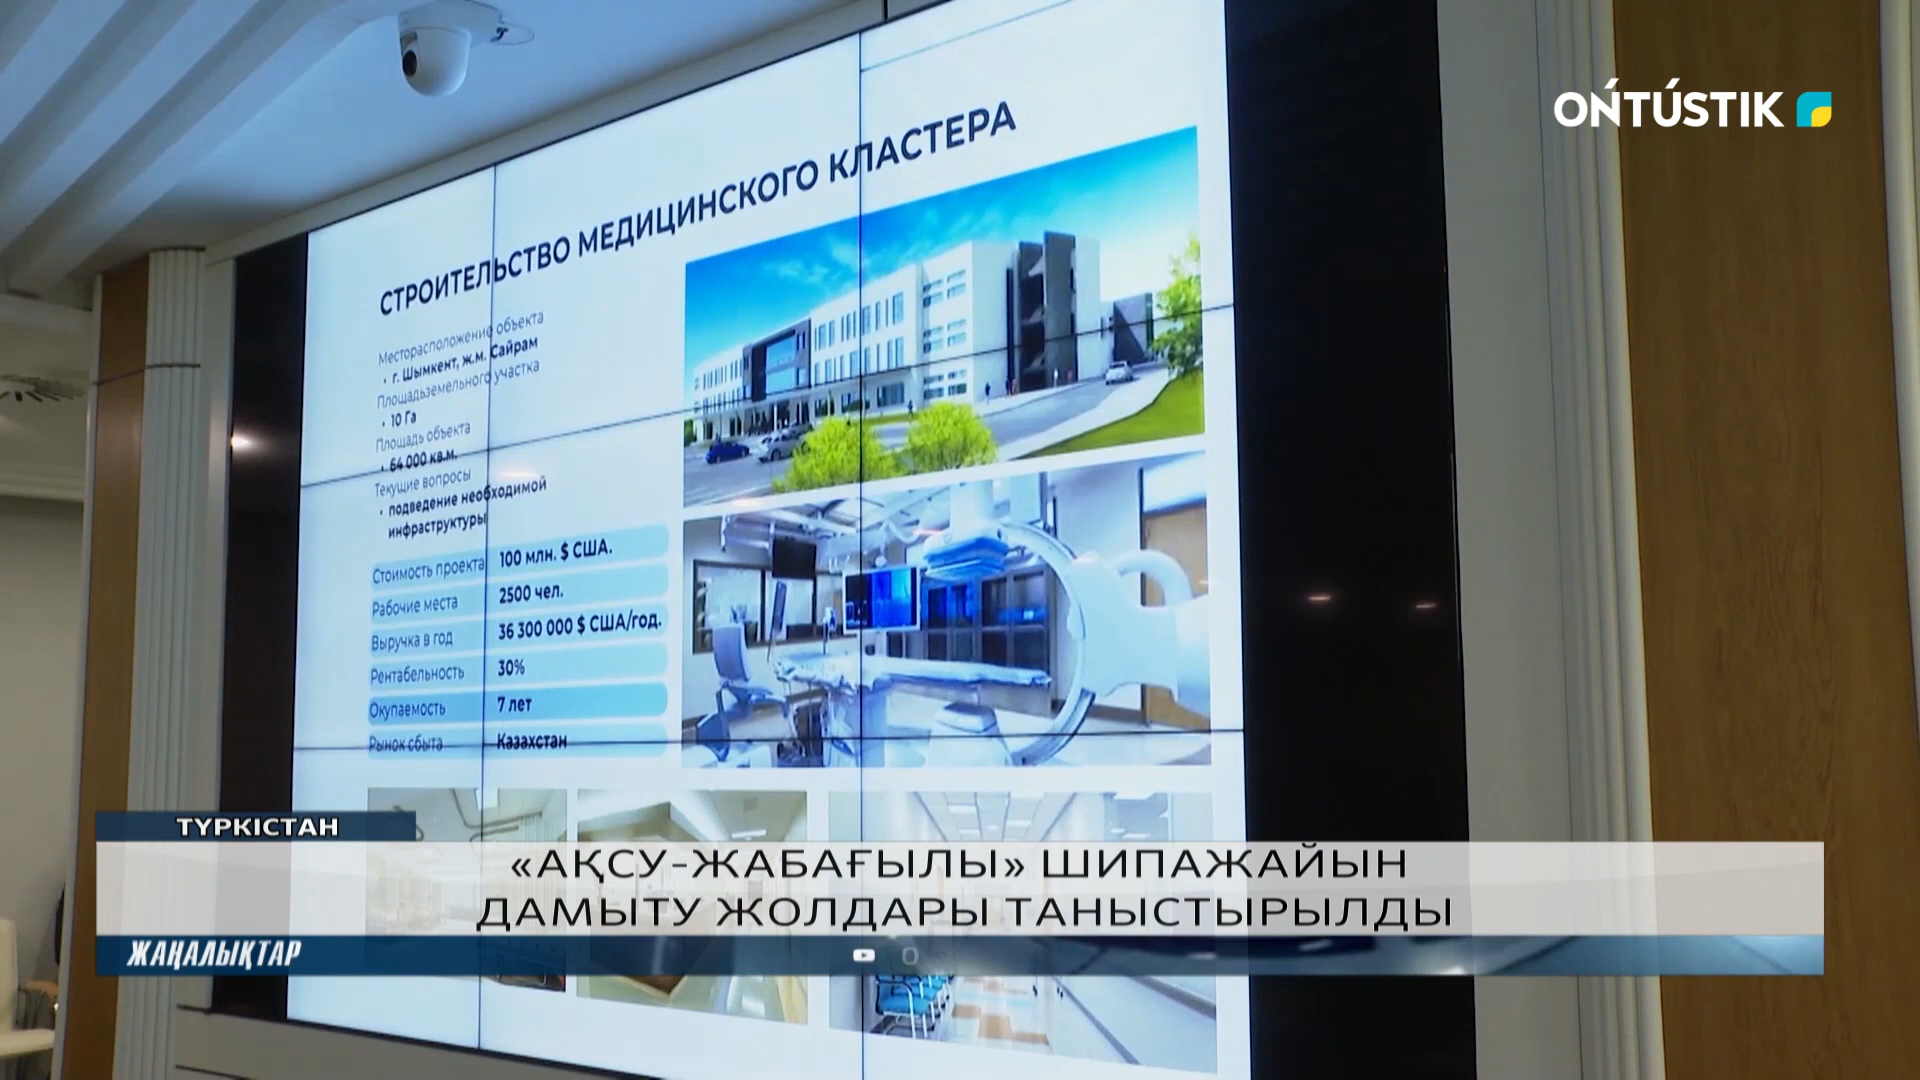 OŃTÚSTIK
СТРОИТЕЛЬСТВО МЕДИЦИНСКОГО КЛАСТЕРА
Месторасположение объекта
• г. Шымкент, ж.м. Сайрам
Площадьземельного участка
• 10 Га
Площадь объекта
• 64 000 кв.м.
Текущие вопросы
• подведение необходимой
инфраструктуры
Стоимость проекта 100 млн. $ США.
Рабочие места 2500 чел.
Выручка в год 36 300 000 $ США/год.
Рентабельность 30%
Окупаемость 7 лет
Рынок сбыта Казахстан
ТҮРКІСТАН
«АҚСУ-ЖАБАҒЫЛЫ» ШИПАЖАЙЫН
ДАМЫТУ ЖОЛДАРЫ ТАНЫСТЫРЫЛДЫ
ЖАҢАЛЫҚТАР